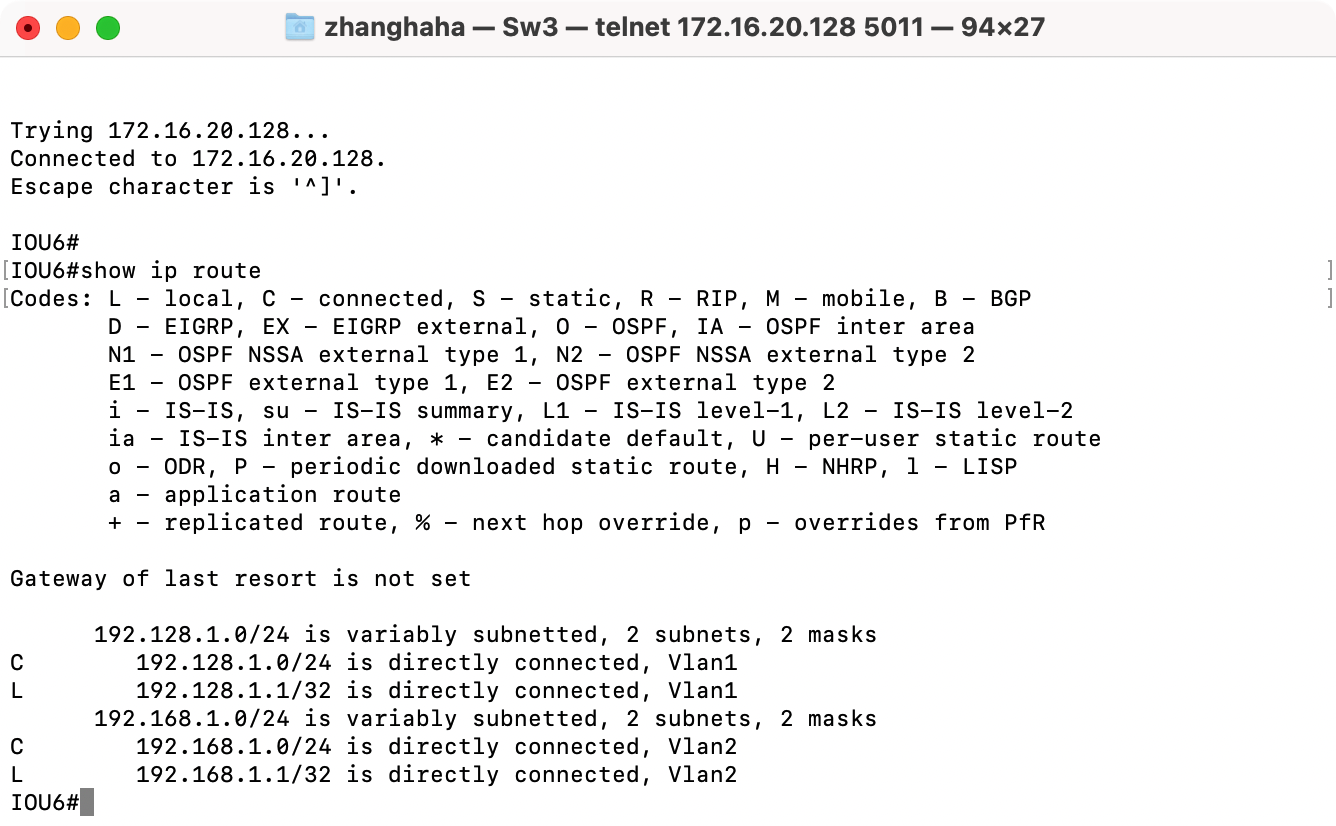 zhanghaha — Sw3 — telnet 172.16.20.128 5011 — 94×27
Trying 172.16.20.128...
Connected to 172.16.20.128.
Escape character is '^]'.
IOU6#
[IOU6#show ip route ]
[Codes: L - local, C - connected, S - static, R - RIP, M - mobile, B - BGP ]
D - EIGRP, EX - EIGRP external, O - OSPF, IA - OSPF inter area
N1 - OSPF NSSA external type 1, N2 - OSPF NSSA external type 2
E1 - OSPF external type 1, E2 - OSPF external type 2
i - IS-IS, su - IS-IS summary, L1 - IS-IS level-1, L2 - IS-IS level-2
ia - IS-IS inter area, * - candidate default, U - per-user static route
o - ODR, P - periodic downloaded static route, H - NHRP, l - LISP
a - application route
+ - replicated route, % - next hop override, p - overrides from PfR
Gateway of last resort is not set
192.128.1.0/24 is variably subnetted, 2 subnets, 2 masks
C 192.128.1.0/24 is directly connected, Vlan1
L 192.128.1.1/32 is directly connected, Vlan1
192.168.1.0/24 is variably subnetted, 2 subnets, 2 masks
C 192.168.1.0/24 is directly connected, Vlan2
L 192.168.1.1/32 is directly connected, Vlan2
IOU6#